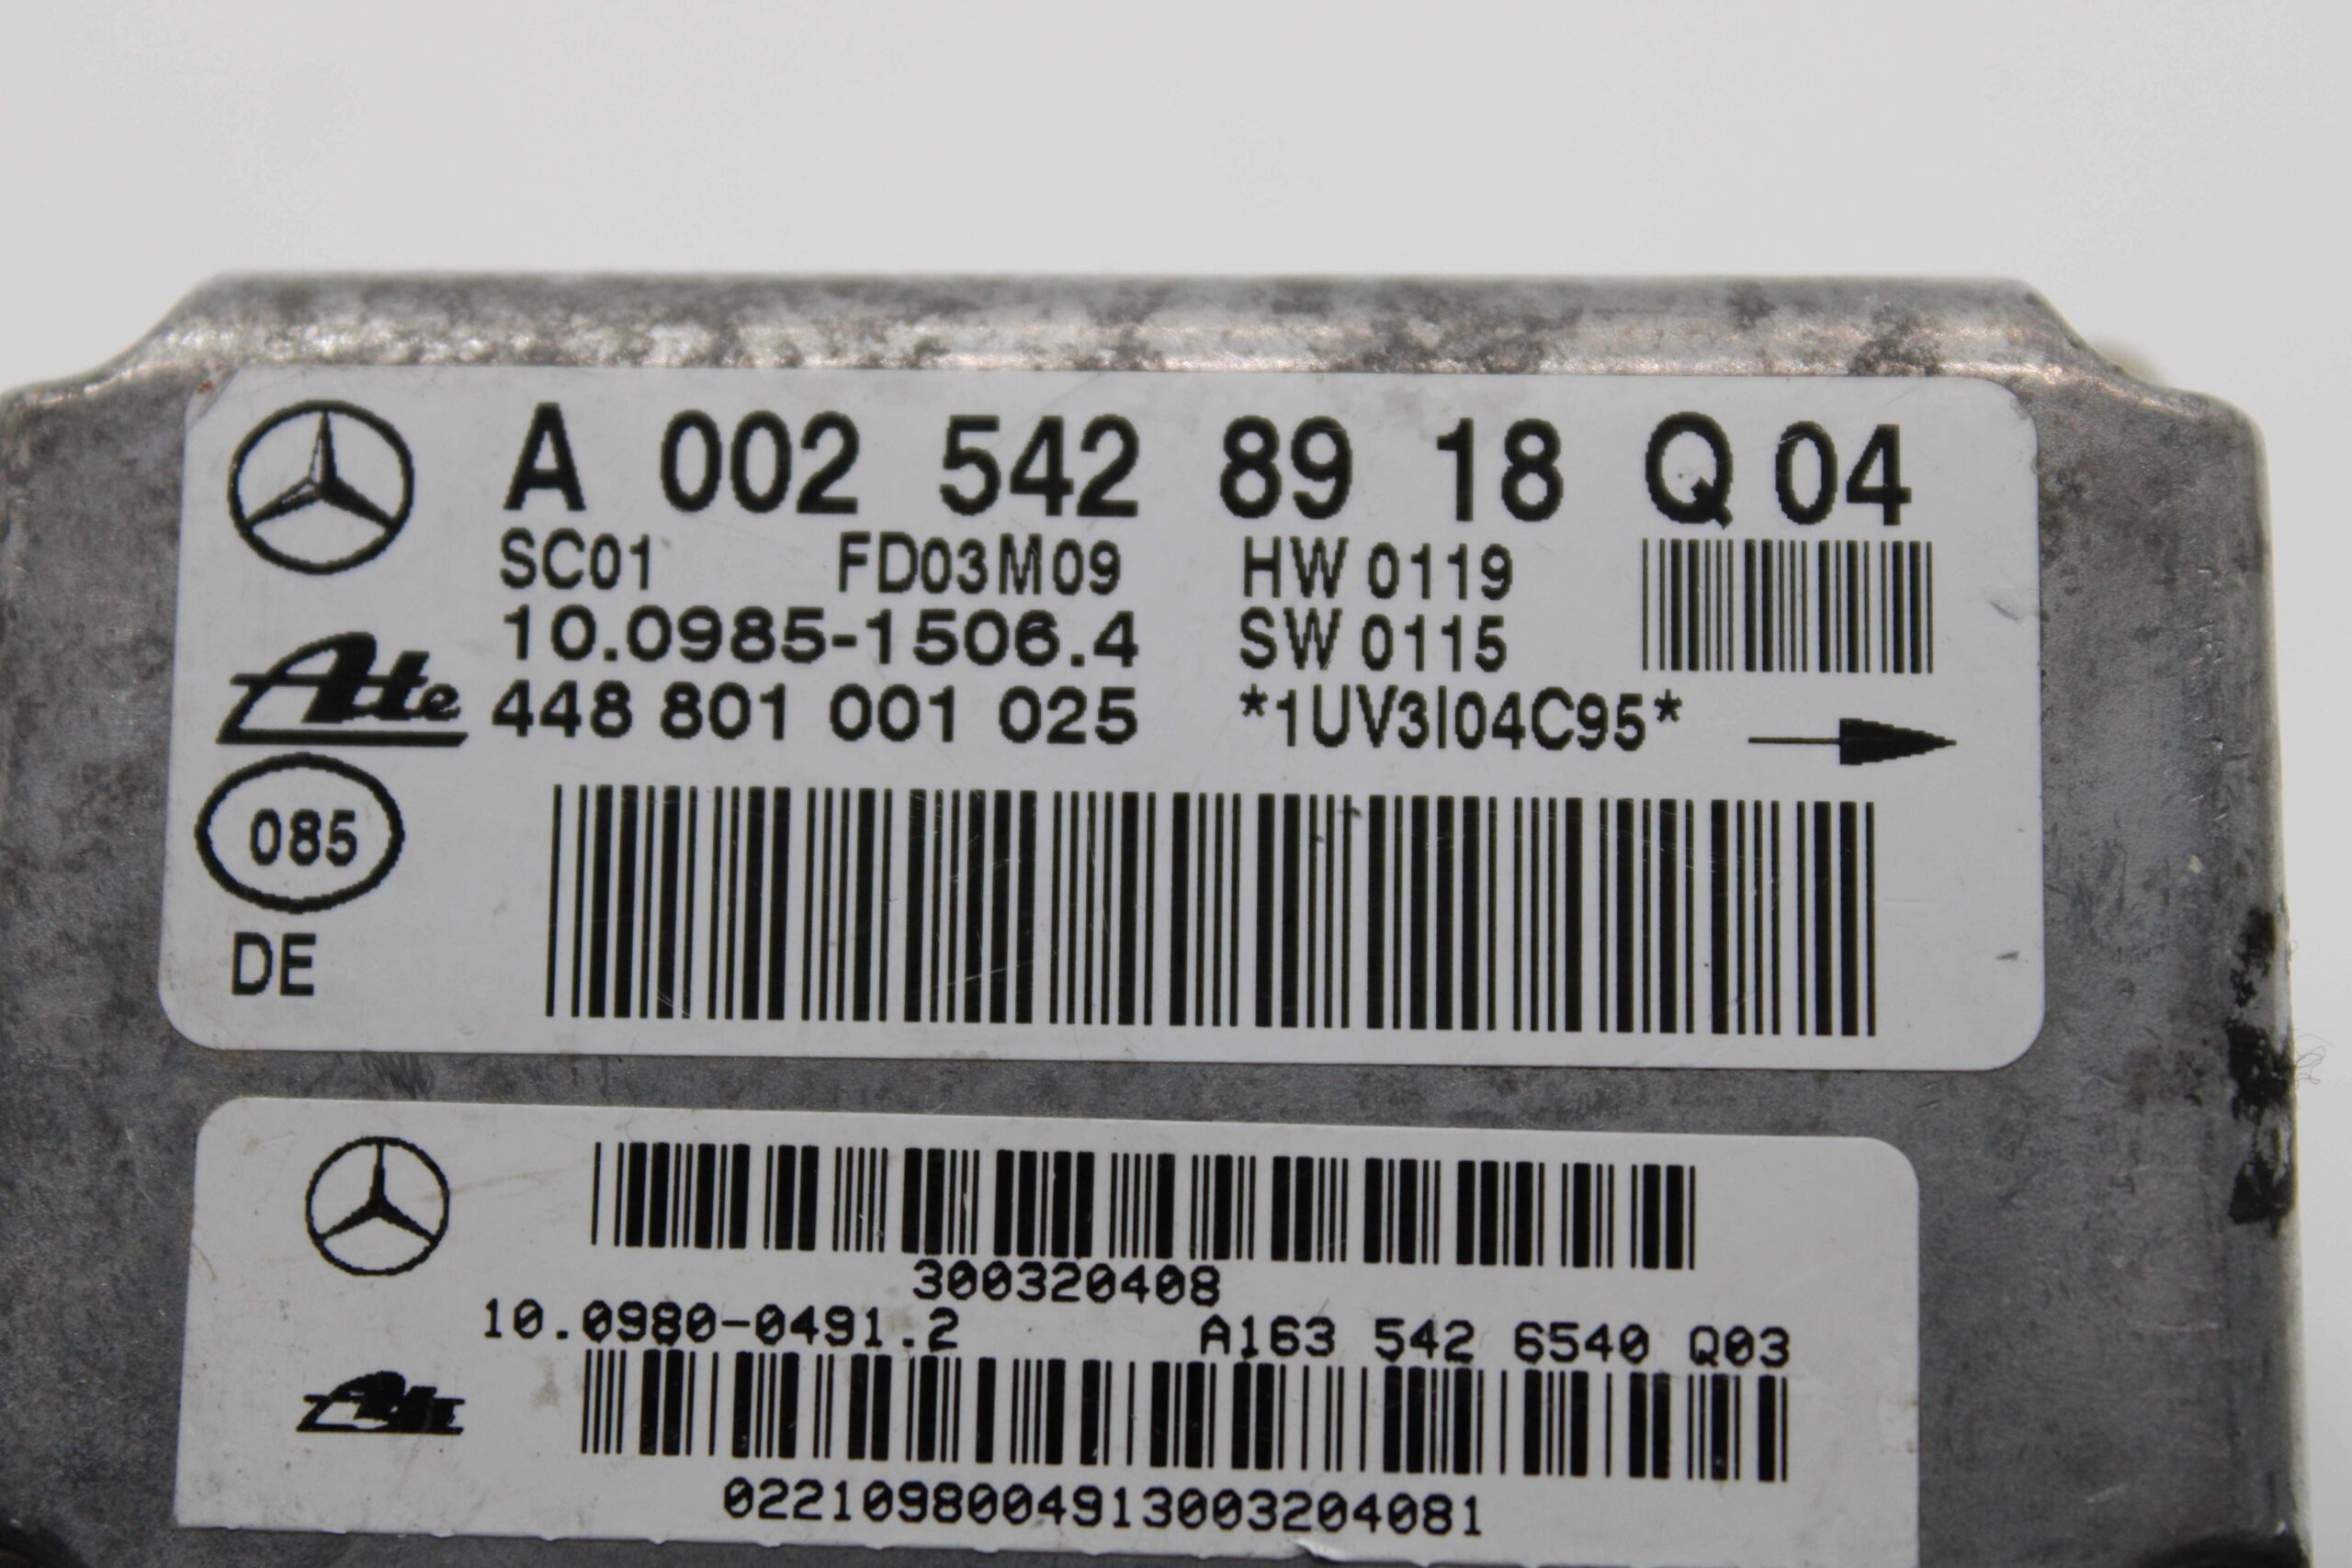 A 002 542 89 18 Q 04
SC01 FD03M09 HW 0119
10.0985-1506.4 SW 0115
Ate 448 801 001 025 *1UV3I04C95*
085
DE
300320408
10.0980-0491.2 A163 542 6540 Q03
Ate
0221098004913003204081